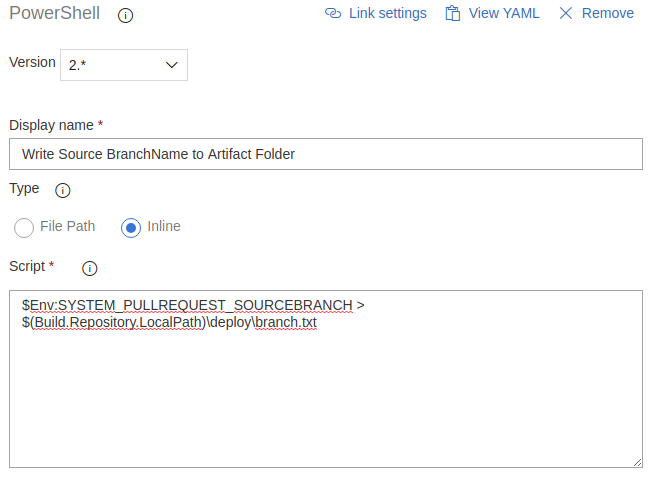 PowerShell
Link settings View YAML Remove
Version 2.*
Display name *
Write Source BranchName to Artifact Folder
Type
File Path Inline
Script *
$Env:SYSTEM_PULLREQUEST_SOURCEBRANCH >
$(Build.Repository.LocalPath)\deploy\branch.txt